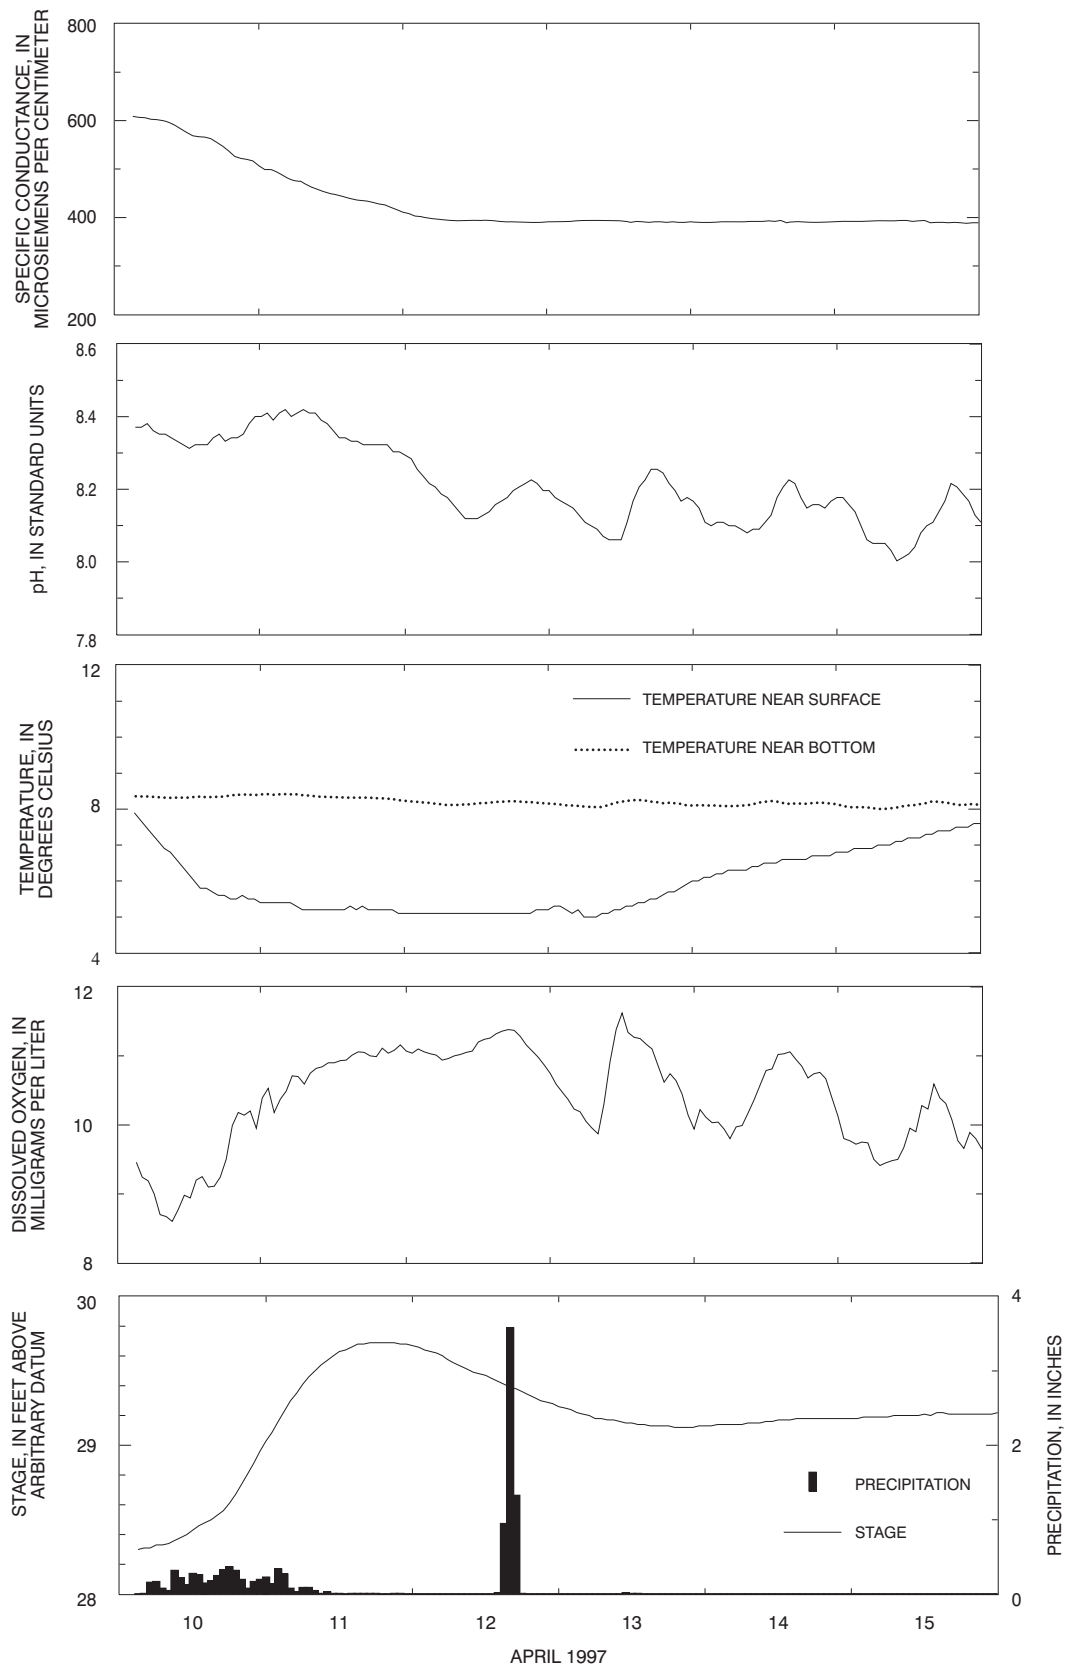 SPECIFIC CONDUCTANCE, IN
MICROSIEMENS PER CENTIMETER
800
600
400
200
pH, IN STANDARD UNITS
8.6
8.4
8.2
8.0
7.8
TEMPERATURE, IN
DEGREES CELSIUS
12
8
4
TEMPERATURE NEAR SURFACE
TEMPERATURE NEAR BOTTOM
DISSOLVED OXYGEN, IN
MILLIGRAMS PER LITER
12
10
8
STAGE, IN FEET ABOVE
ARBITRARY DATUM
30
29
28
4
2
0
PRECIPITATION, IN INCHES
PRECIPITATION
STAGE
10 11 12 13 14 15
APRIL 1997